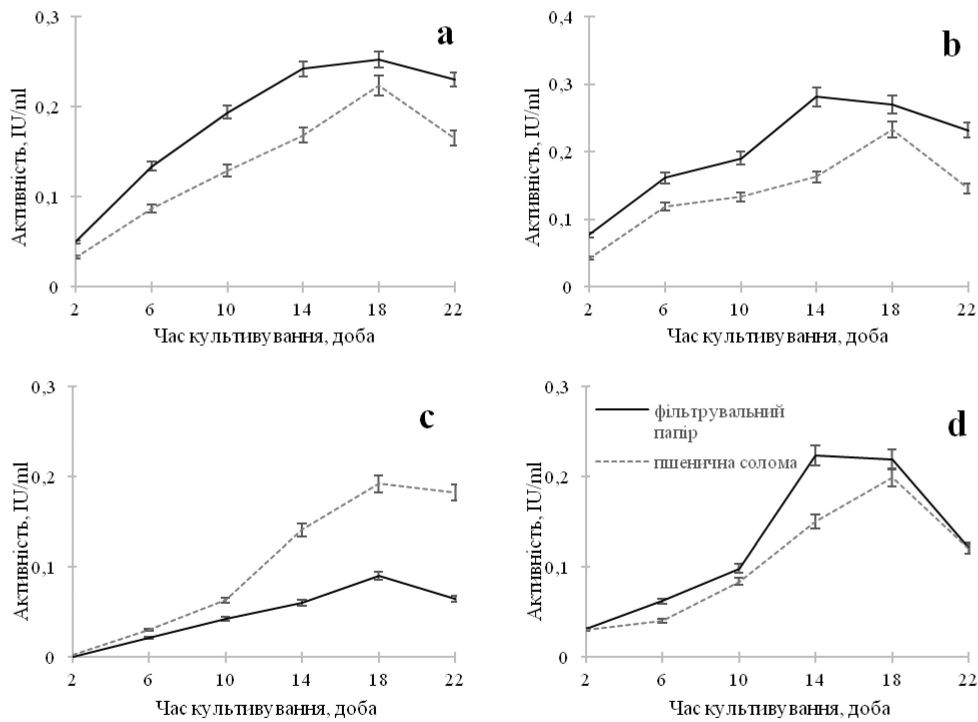 a
Активність, IU/ml
0,3
0,2
0,1
0
2 6 10 14 18 22
Час культивування, доба
b
Активність, IU/ml
0,4
0,3
0,2
0,1
0
2 6 10 14 18 22
Час культивування, доба
c
Активність, IU/ml
0,3
0,2
0,1
0
2 6 10 14 18 22
Час культивування, доба
d
фільтрувальний
папір
пшенична солома
Активність, IU/ml
0,3
0,2
0,1
0
2 6 10 14 18 22
Час культивування, доба